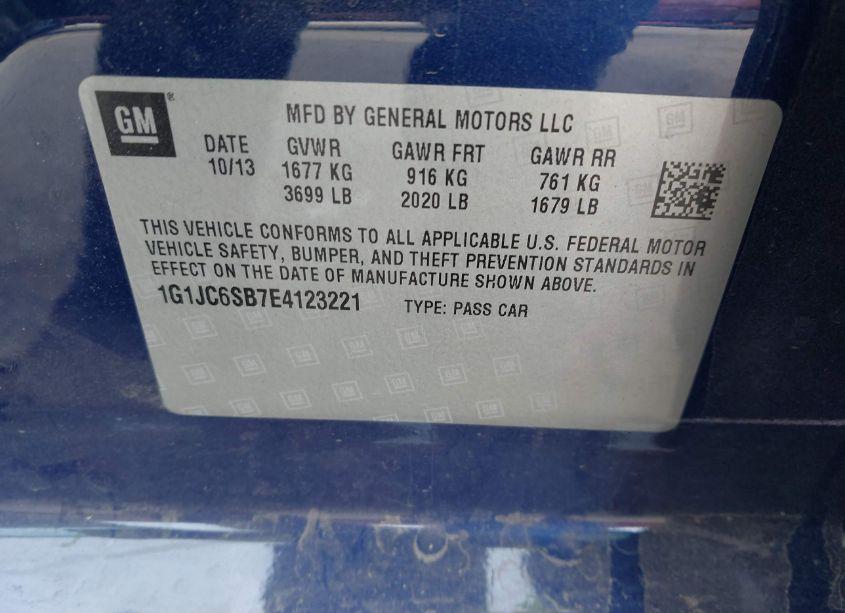 GM ®
MFD BY GENERAL MOTORS LLC
DATE GVWR GAWR FRT GAWR RR
10/13 1677 KG 916 KG 761 KG
3699 LB 2020 LB 1679 LB
THIS VEHICLE CONFORMS TO ALL APPLICABLE U.S. FEDERAL MOTOR
VEHICLE SAFETY, BUMPER, AND THEFT PREVENTION STANDARDS IN
EFFECT ON THE DATE OF MANUFACTURE SHOWN ABOVE.
1G1JC6SB7E4123221 TYPE: PASS CAR